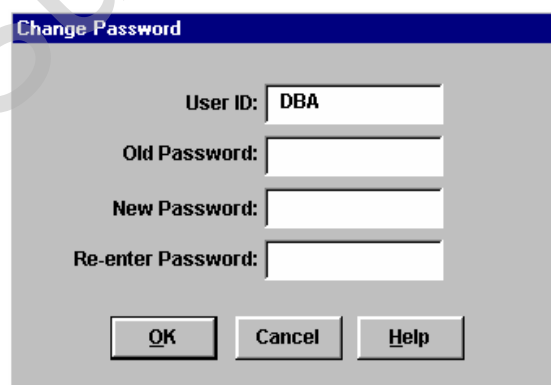 Change Password
User ID: DBA
Old Password:
New Password:
Re-enter Password:
OK Cancel Help